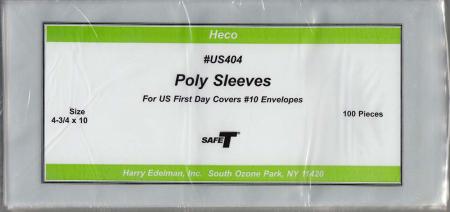 Heco
#US404
Poly Sleeves
For US First Day Covers #10 Envelopes
Size
4-3/4 x 10
100 Pieces
SAFE T
Harry Edelman, Inc. South Ozone Park, NY 11420